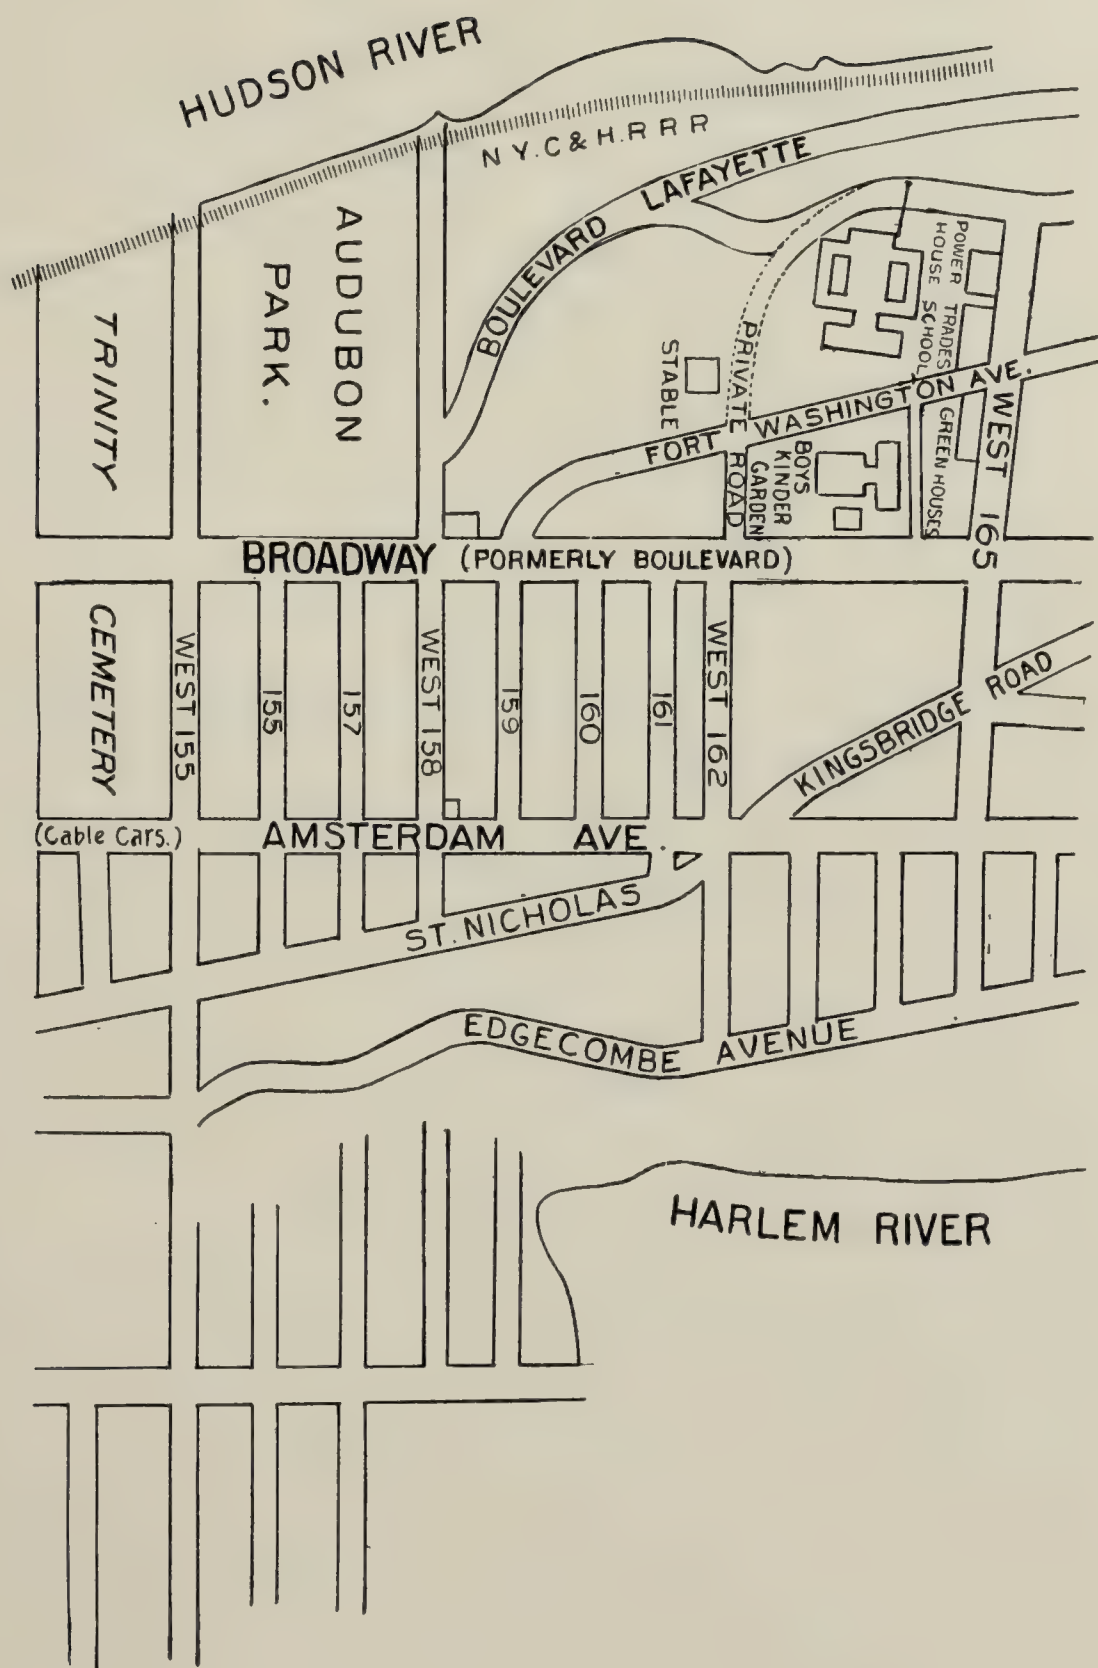 HUDSON RIVER
N Y. C & H. R R R
BOULEVARD LAFAYETTE
AUDUBON
PARK.
TRINITY
POWER
HOUSE
TRADES
SCHOOL
PRIVATE ROAD
STABLE
FORT WASHINGTON AVE.
BOYS
KINDER
GARDEN
GREEN HOUSES
WEST 165
BROADWAY (PORMERLY BOULEVARD)
CEMETERY
WEST 155
155
157
WEST 158
159
160
161
WEST 162
KINGSBRIDGE ROAD
(Cable Cars.)
AMSTERDAM AVE.
ST. NICHOLAS
EDGECOMBE AVENUE
HARLEM RIVER